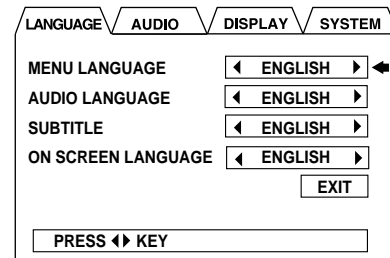 LANGUAGE AUDIO DISPLAY SYSTEM
MENU LANGUAGE ◀ ENGLISH ▶
AUDIO LANGUAGE ◀ ENGLISH ▶
SUBTITLE ◀ ENGLISH ▶
ON SCREEN LANGUAGE ◀ ENGLISH ▶
EXIT
PRESS ◀▶ KEY